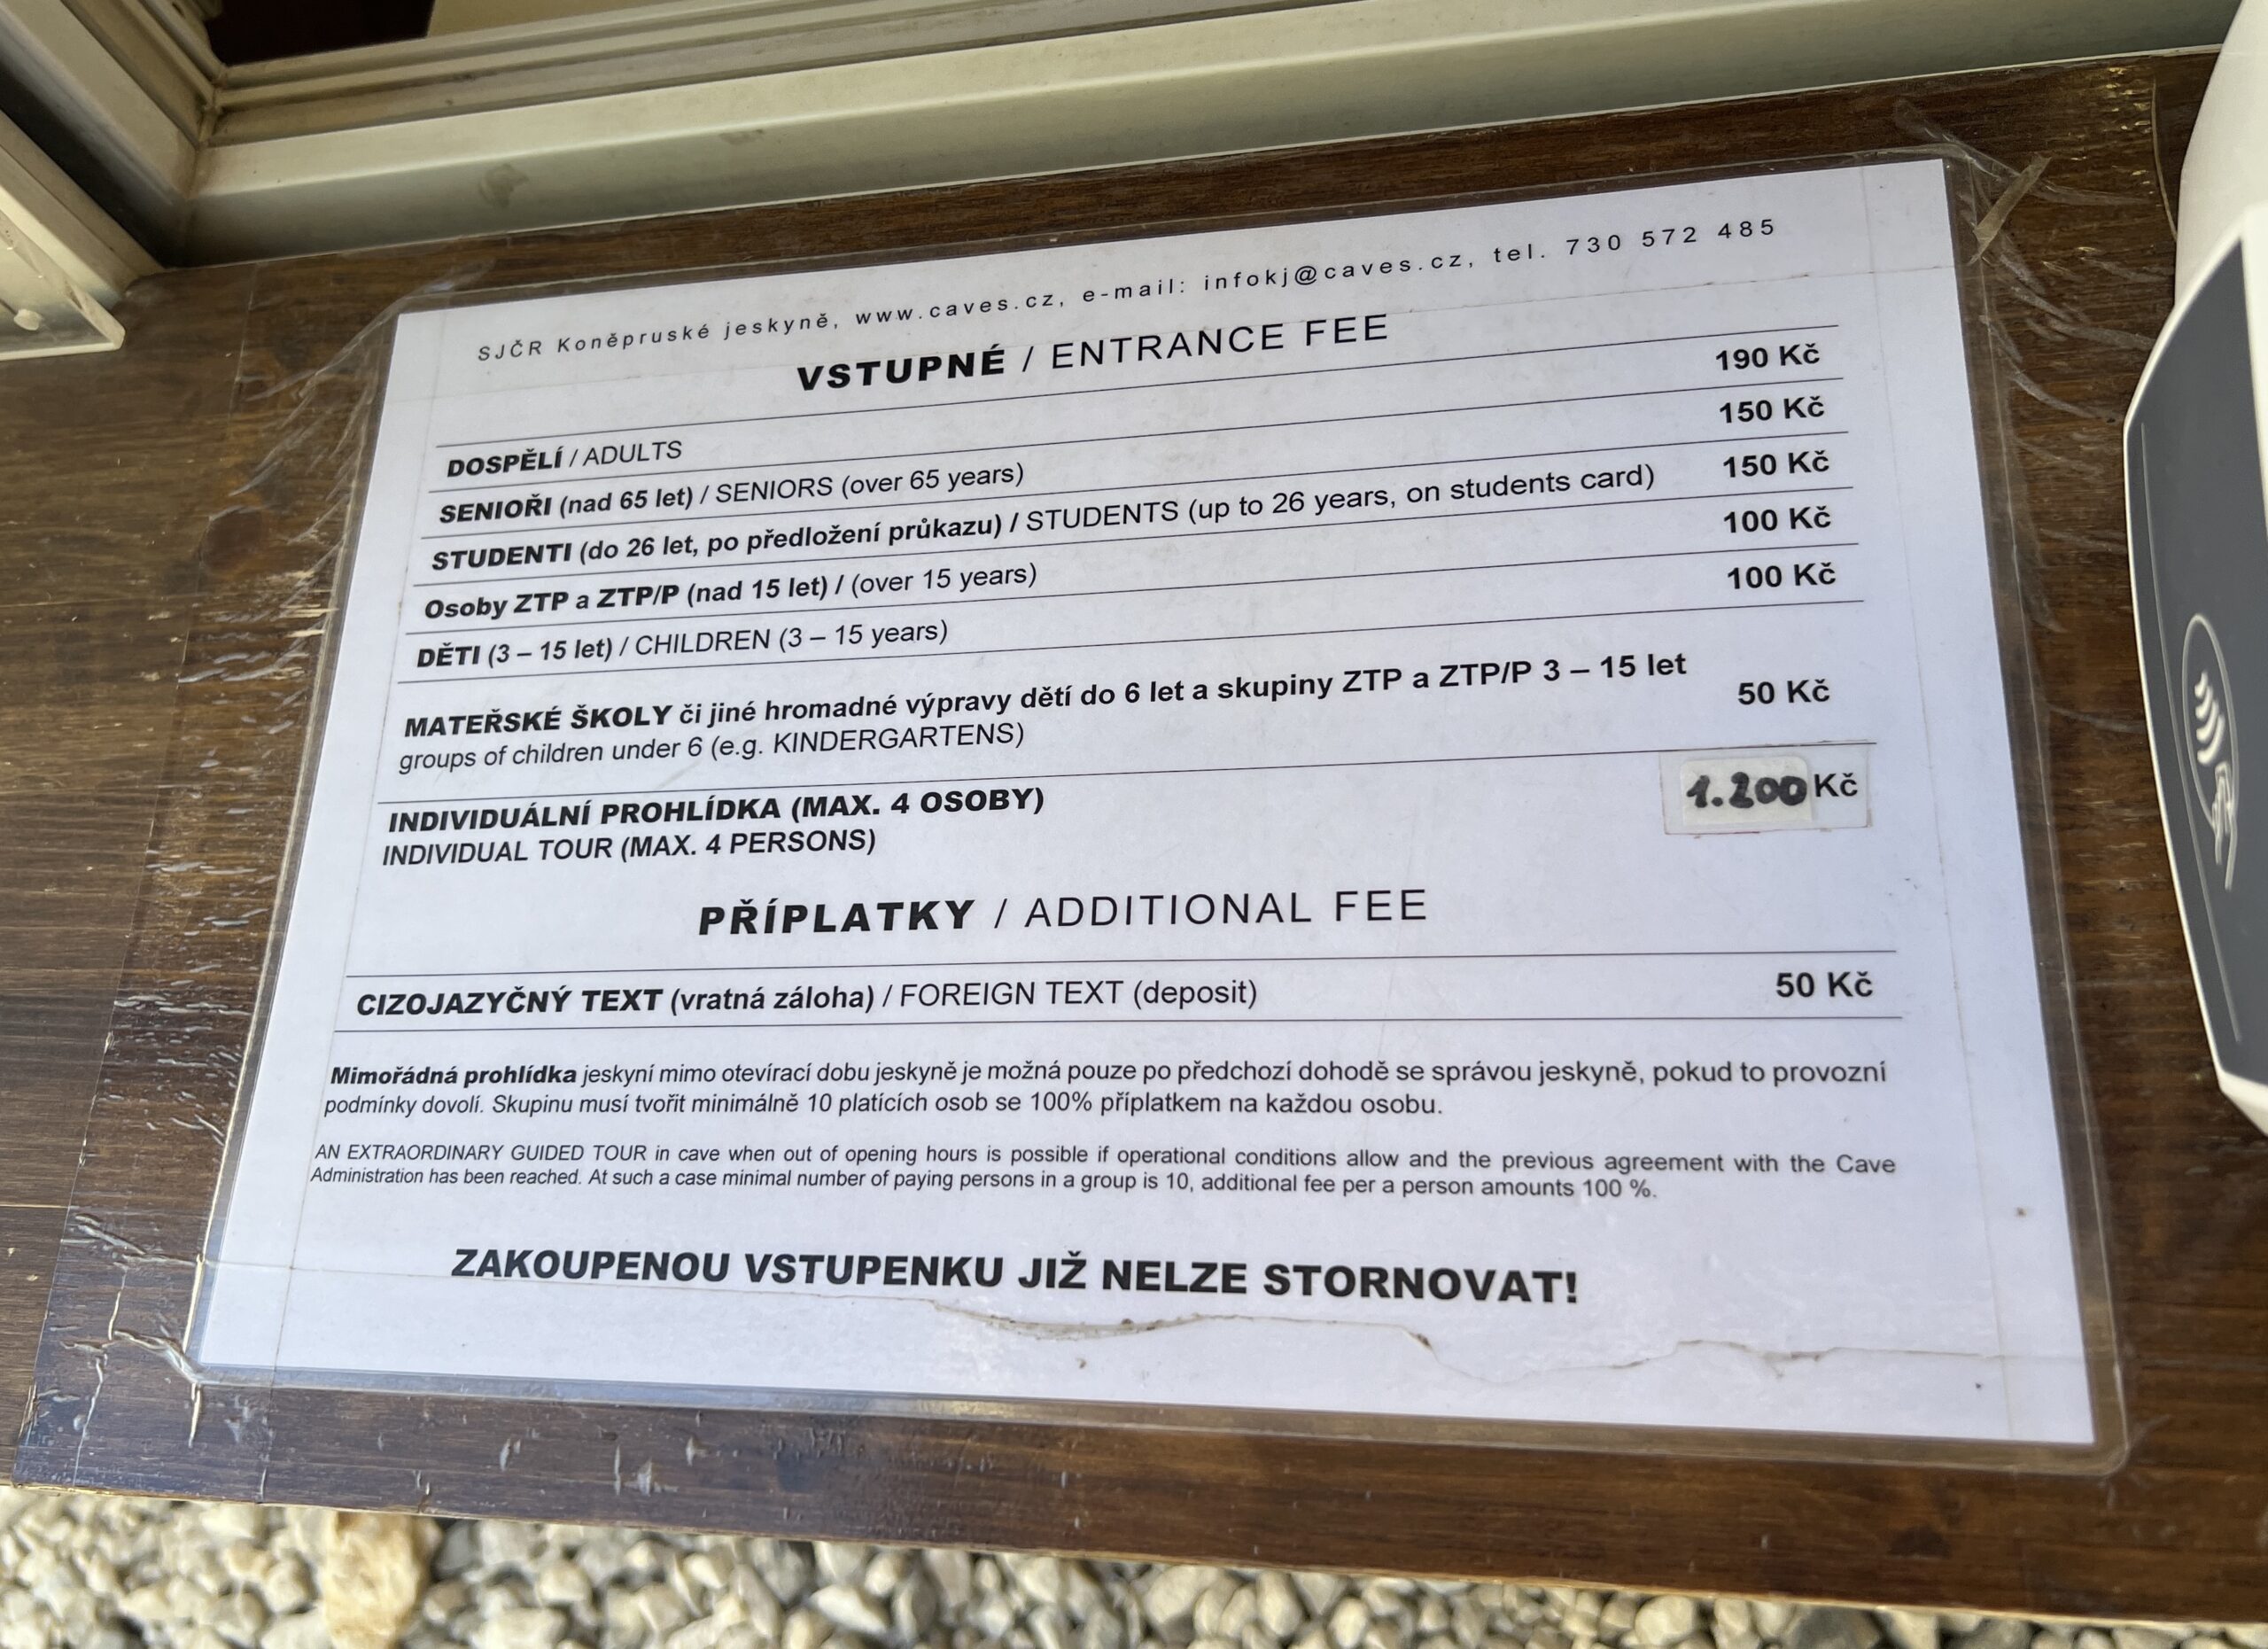 SJČR Koněpruské jeskyně, www.caves.cz, e-mail: infokj@caves.cz, tel. 730 572 485
VSTUPNÉ / ENTRANCE FEE
DOSPĚLÍ / ADULTS 190 Kč
SENIOŘI (nad 65 let) / SENIORS (over 65 years) 150 Kč
STUDENTI (do 26 let, po předložení průkazu) / STUDENTS (up to 26 years, on students card) 150 Kč
Osoby ZTP a ZTP/P (nad 15 let) / (over 15 years) 100 Kč
DĚTI (3 – 15 let) / CHILDREN (3 – 15 years) 100 Kč
MATEŘSKÉ ŠKOLY či jiné hromadné výpravy dětí do 6 let a skupiny ZTP a ZTP/P 3 – 15 let
groups of children under 6 (e.g. KINDERGARTENS) 50 Kč
INDIVIDUÁLNÍ PROHLÍDKA (MAX. 4 OSOBY) 1.200 Kč
INDIVIDUAL TOUR (MAX. 4 PERSONS)
PŘÍPLATKY / ADDITIONAL FEE
CIZOJAZYČNÝ TEXT (vratná záloha) / FOREIGN TEXT (deposit) 50 Kč
Mimořádná prohlídka jeskyní mimo otevírací dobu jeskyně je možná pouze po předchozí dohodě se správou jeskyně, pokud to provozní
podmínky dovolí. Skupinu musí tvořit minimálně 10 platících osob se 100% příplatkem na každou osobu.
AN EXTRAORDINARY GUIDED TOUR in cave when out of opening hours is possible if operational conditions allow and the previous agreement with the Cave
Administration has been reached. At such a case minimal number of paying persons in a group is 10, additional fee per a person amounts 100 %.
ZAKOUPENOU VSTUPENKU JIŽ NELZE STORNOVAT!